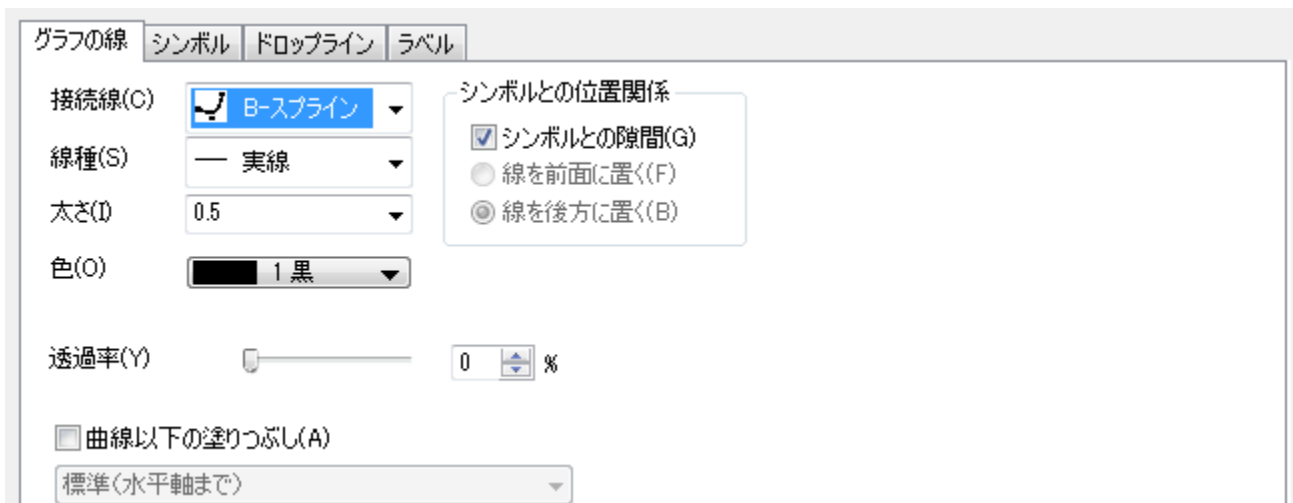 グラフの線 シンボル ドロップライン ラベル
接続線(C) B-スプライン
線種(S) 実線
太さ(I) 0.5
色(O) 1 黒
シンボルとの位置関係
シンボルとの隙間(G)
線を前面に置く(F)
線を後方に置く(B)
透過率(Y) 0 %
曲線以下の塗りつぶし(A)
標準(水平軸まで)